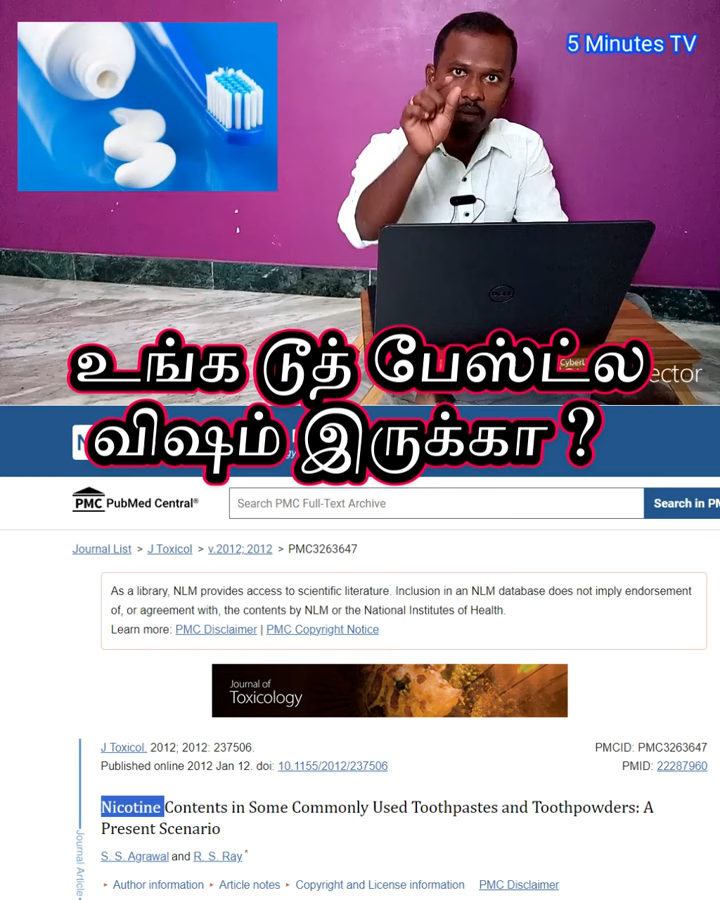 5 Minutes TV
DELL
உங்க டூத் பேஸ்ட்ல
CyberL
ector
விஷம் இருக்கா ?
N
PMC PubMed Central®
Search PMC Full-Text Archive
Search in PM
Journal List > J Toxicol > v.2012; 2012 > PMC3263647
As a library, NLM provides access to scientific literature. Inclusion in an NLM database does not imply endorsement
of, or agreement with, the contents by NLM or the National Institutes of Health.
Learn more: PMC Disclaimer | PMC Copyright Notice
Journal of
Toxicology
J Toxicol. 2012; 2012: 237506.
PMCID: PMC3263647
Published online 2012 Jan 12. doi: 10.1155/2012/237506
PMID: 22287960
Nicotine Contents in Some Commonly Used Toothpastes and Toothpowders: A
Present Scenario
S. S. Agrawal and R. S. Ray *
▸ Author information ▸ Article notes ▸ Copyright and License information PMC Disclaimer
Journal Article